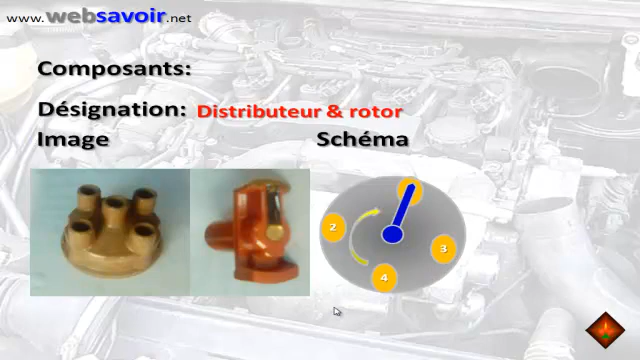 www.websavoir.net
Composants:
Désignation: Distributeur & rotor
Image Schéma
2
3
4